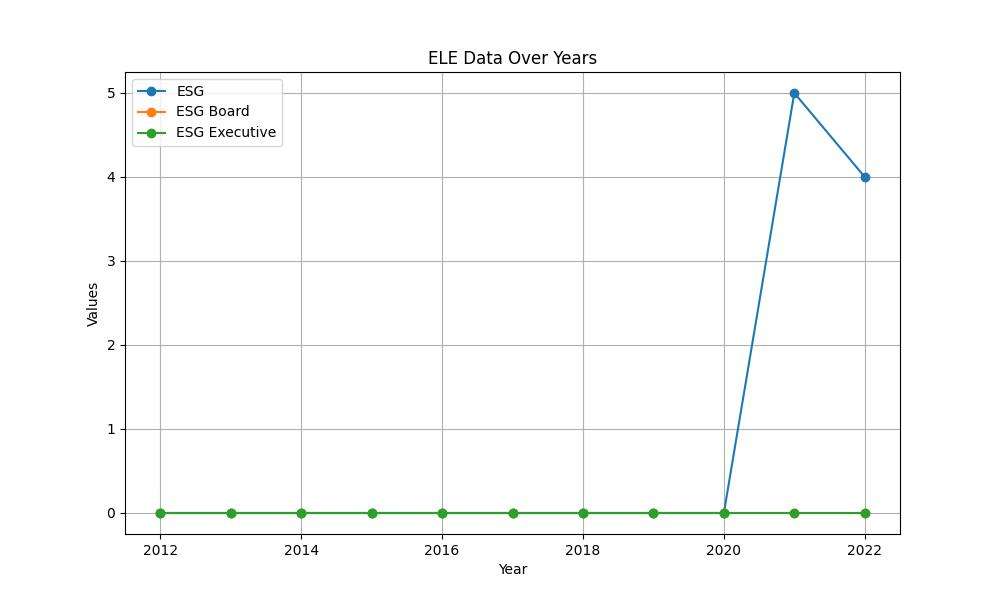 ELE Data Over Years
ESG
ESG Board
ESG Executive
5
4
3
2
1
0
Values
2012
2014
2016
2018
2020
2022
Year